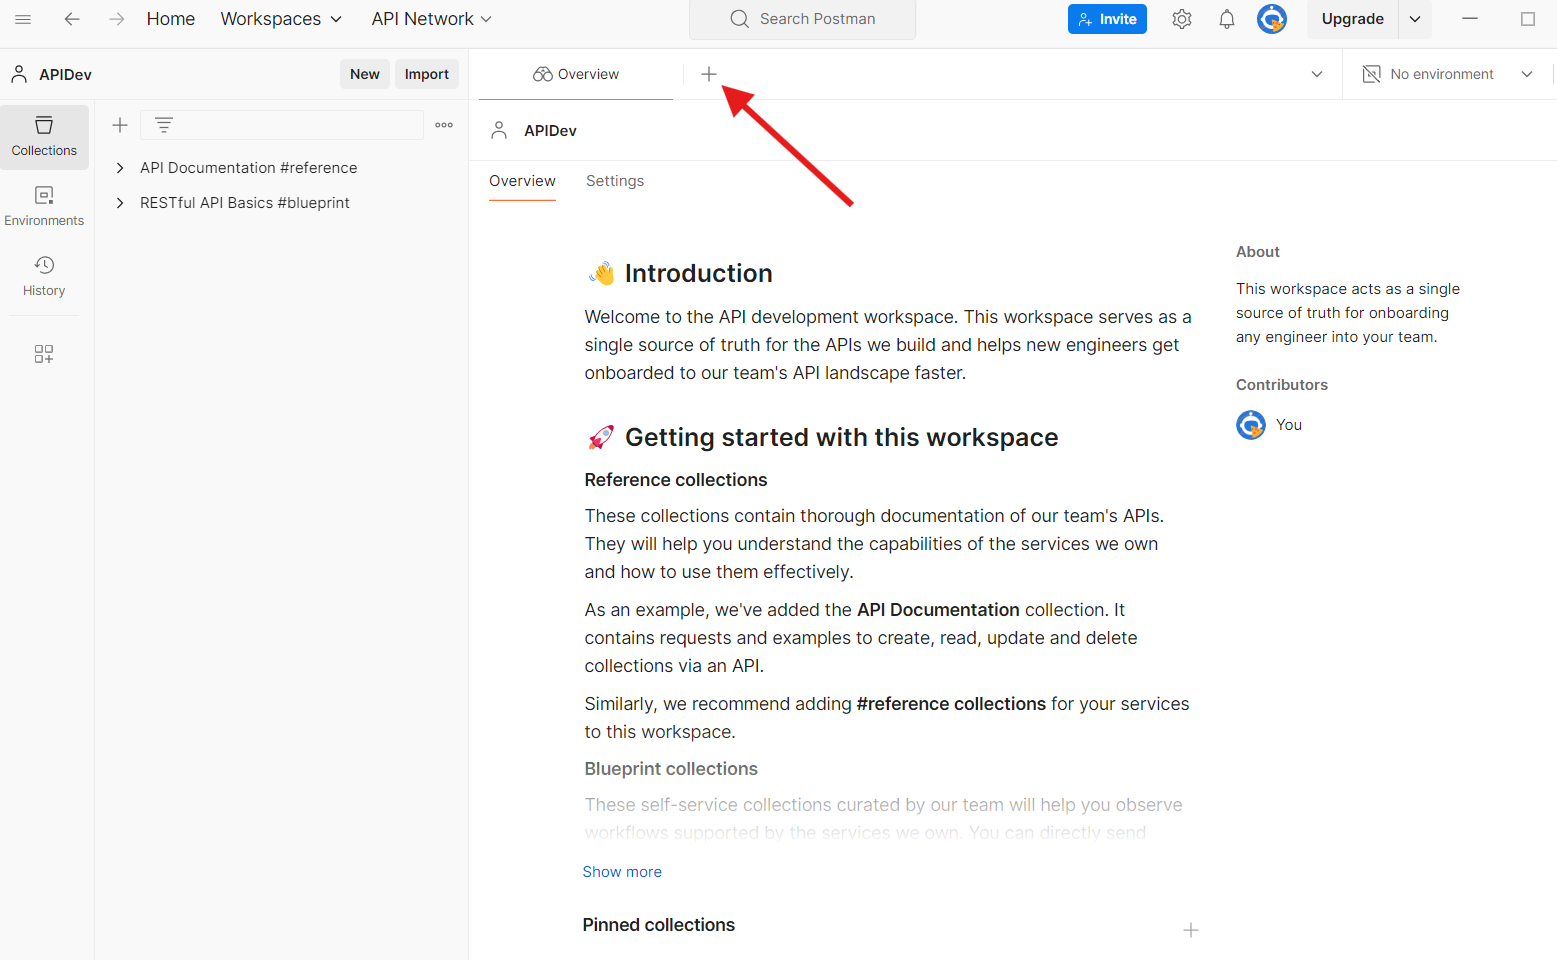 Home Workspaces API Network Search Postman Invite Upgrade
APIDev New Import Overview No environment
Collections
Environments
History
API Documentation #reference
RESTful API Basics #blueprint
APIDev
Overview Settings
👋 Introduction
Welcome to the API development workspace. This workspace serves as a
single source of truth for the APIs we build and helps new engineers get
onboarded to our team's API landscape faster.
🚀 Getting started with this workspace
Reference collections
These collections contain thorough documentation of our team's APIs.
They will help you understand the capabilities of the services we own
and how to use them effectively.
As an example, we've added the API Documentation collection. It
contains requests and examples to create, read, update and delete
collections via an API.
Similarly, we recommend adding #reference collections for your services
to this workspace.
Blueprint collections
These self-service collections curated by our team will help you observe
workflows supported by the services we own. You can directly send
Show more
Pinned collections
About
This workspace acts as a single
source of truth for onboarding
any engineer into your team.
Contributors
You